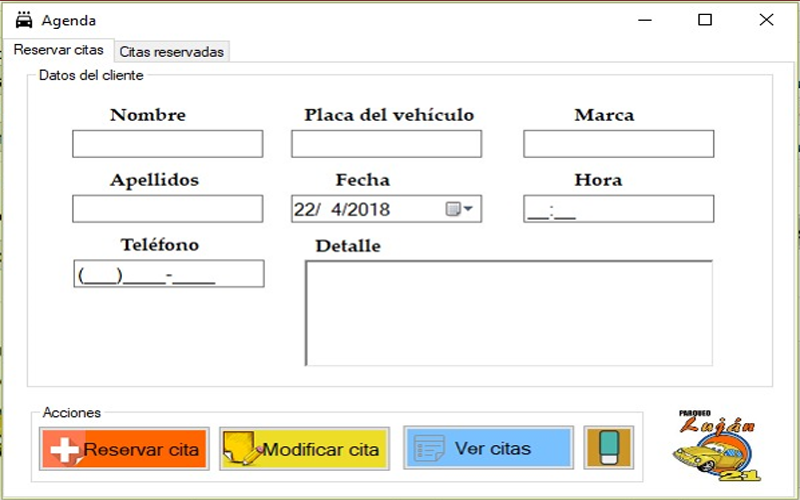 Agenda
Reservar citas Citas reservadas
Datos del cliente
Nombre Placa del vehículo Marca
Apellidos Fecha Hora
22/ 4/2018 __:__
Teléfono Detalle
(___)____-____
Acciones
Reservar cita Modificar cita Ver citas
PARQUEO
Luján
21